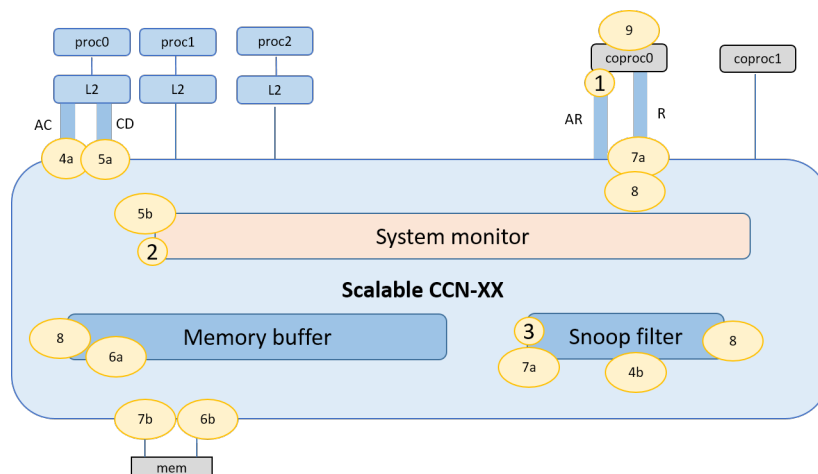 proc0
proc1
proc2
9
coproc0
coproc1
L2
L2
L2
1
AC
CD
AR
R
4a
5a
7a
8
5b
System monitor
2
Scalable CCN-XX
8
Memory buffer
6a
3
Snoop filter
8
7a
4b
7b
6b
mem